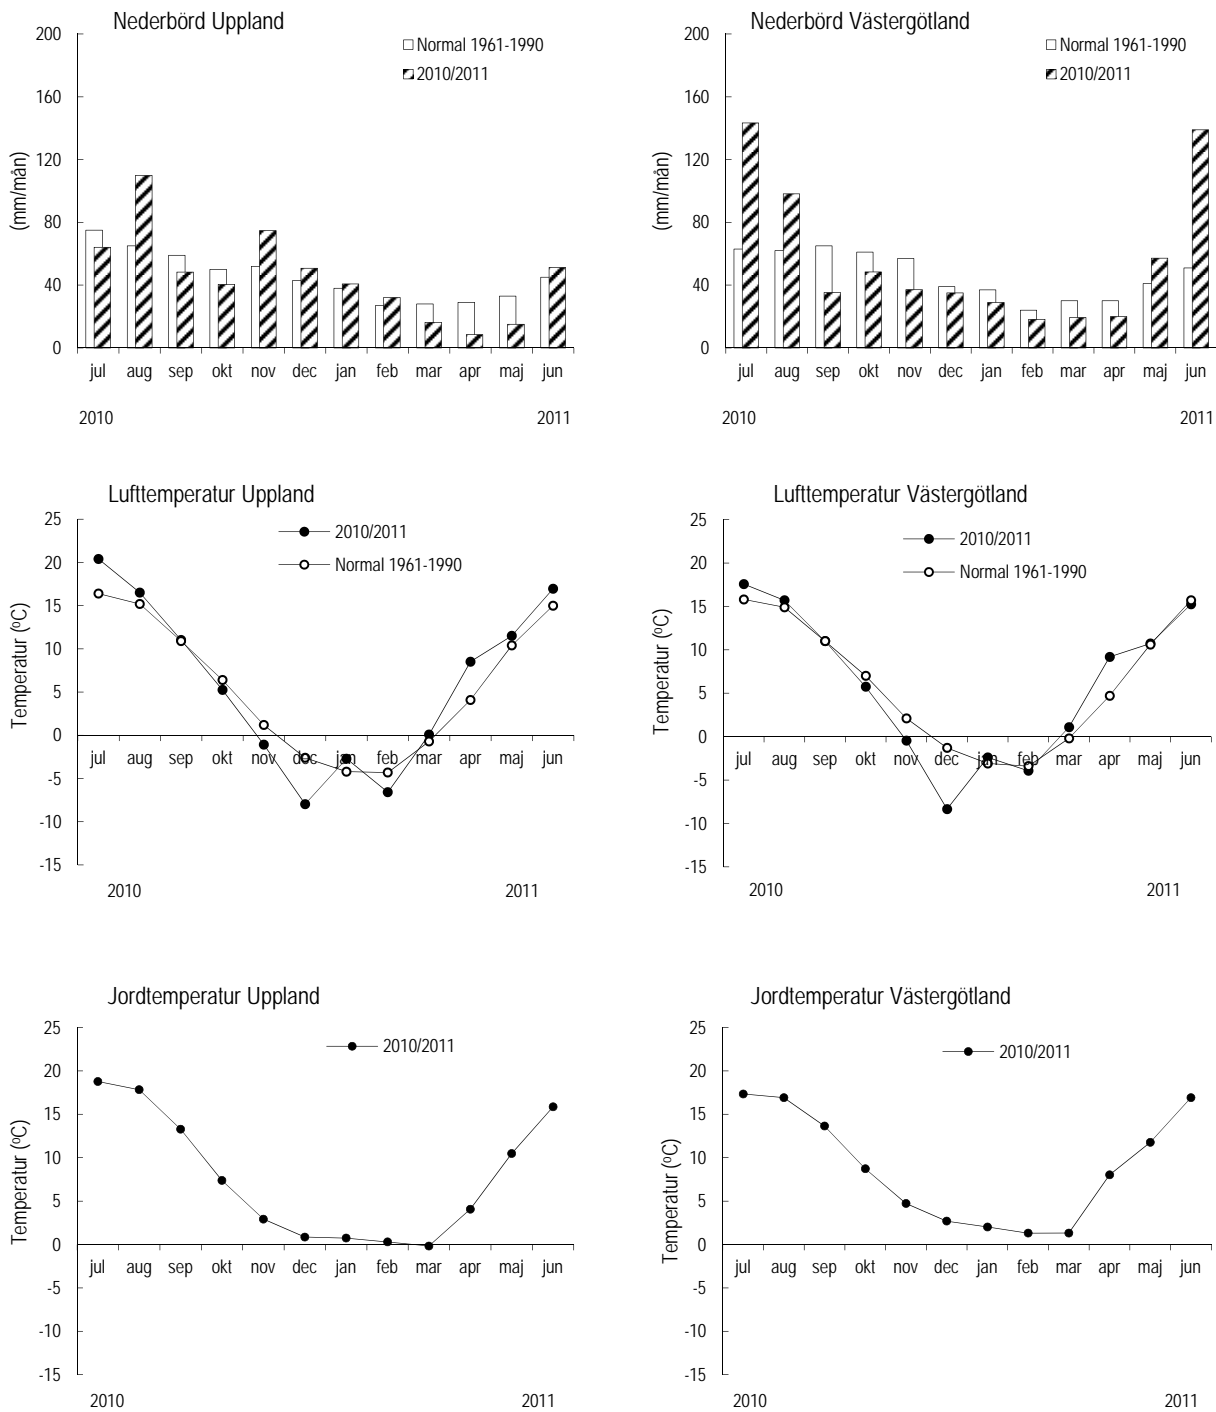 Nederbörd Uppland
200
160
120
80
40
0
(mm/mån)
Normal 1961-1990
2010/2011
jul aug sep okt nov dec jan feb mar apr maj jun
2010 2011
Nederbörd Västergötland
200
160
120
80
40
0
(mm/mån)
Normal 1961-1990
2010/2011
jul aug sep okt nov dec jan feb mar apr maj jun
2010 2011
Lufttemperatur Uppland
25
20
15
10
5
0
-5
-10
-15
Temperatur (ºC)
2010/2011
Normal 1961-1990
jul aug sep okt nov dec jan feb mar apr maj jun
2010 2011
Lufttemperatur Västergötland
25
20
15
10
5
0
-5
-10
-15
Temperatur (ºC)
2010/2011
Normal 1961-1990
jul aug sep okt nov dec jan feb mar apr maj jun
2010 2011
Jordtemperatur Uppland
25
20
15
10
5
0
-5
-10
-15
Temperatur (ºC)
2010/2011
jul aug sep okt nov dec jan feb mar apr maj jun
2010 2011
Jordtemperatur Västergötland
25
20
15
10
5
0
-5
-10
-15
Temperatur (ºC)
2010/2011
jul aug sep okt nov dec jan feb mar apr maj jun
2010 2011